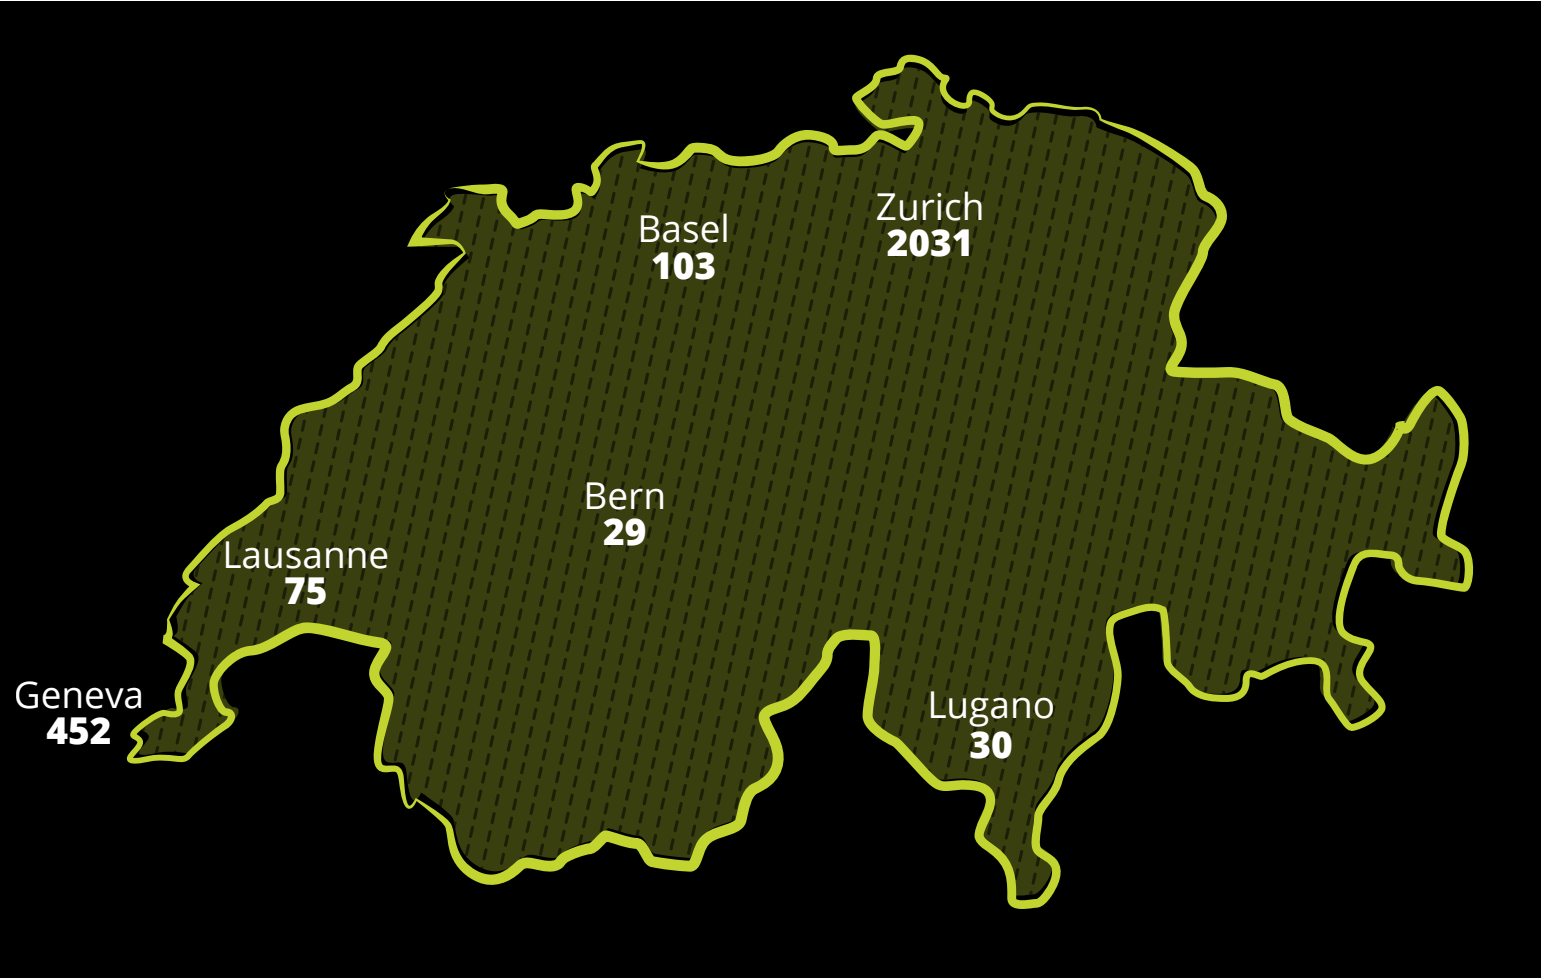 Zurich
2031
Basel
103
Bern
29
Lausanne
75
Geneva
452
Lugano
30